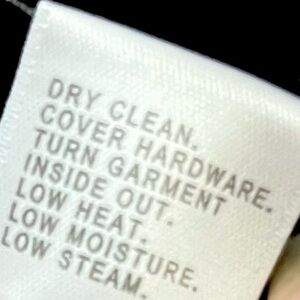 DRY CLEAN.
COVER HARDWARE.
TURN GARMENT
INSIDE OUT.
LOW HEAT.
LOW MOISTURE.
LOW STEAM.